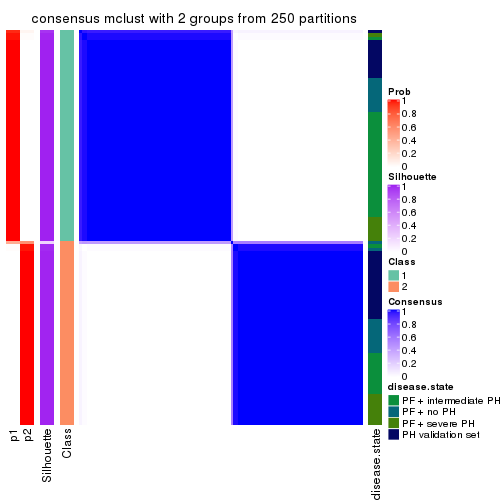 consensus mclust with 2 groups from 250 partitions
Prob
1
0.8
0.6
0.4
0.2
0
Silhouette
1
0.8
0.6
0.4
0.2
0
Class
1
2
Consensus
1
0.8
0.6
0.4
0.2
0
disease.state
PF + intermediate PH
PF + no PH
PF + severe PH
PH validation set
p1
p2
Silhouette
Class
disease.state